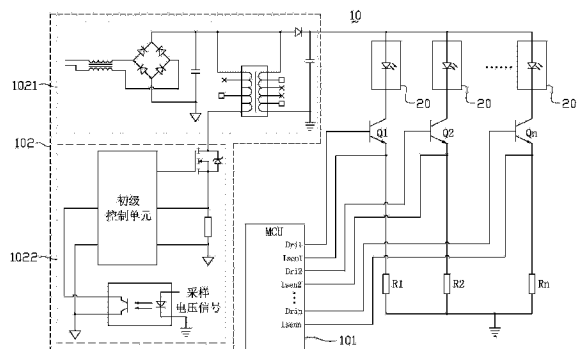 10
1021
20
20
......
20
Q1
Q2
Qn
102
初级
控制单元
MCU
Dri1
Isen1
Dri2
Isen2
Drin
Isenn
R1
R2
Rn
1022
采样
电压信号
101